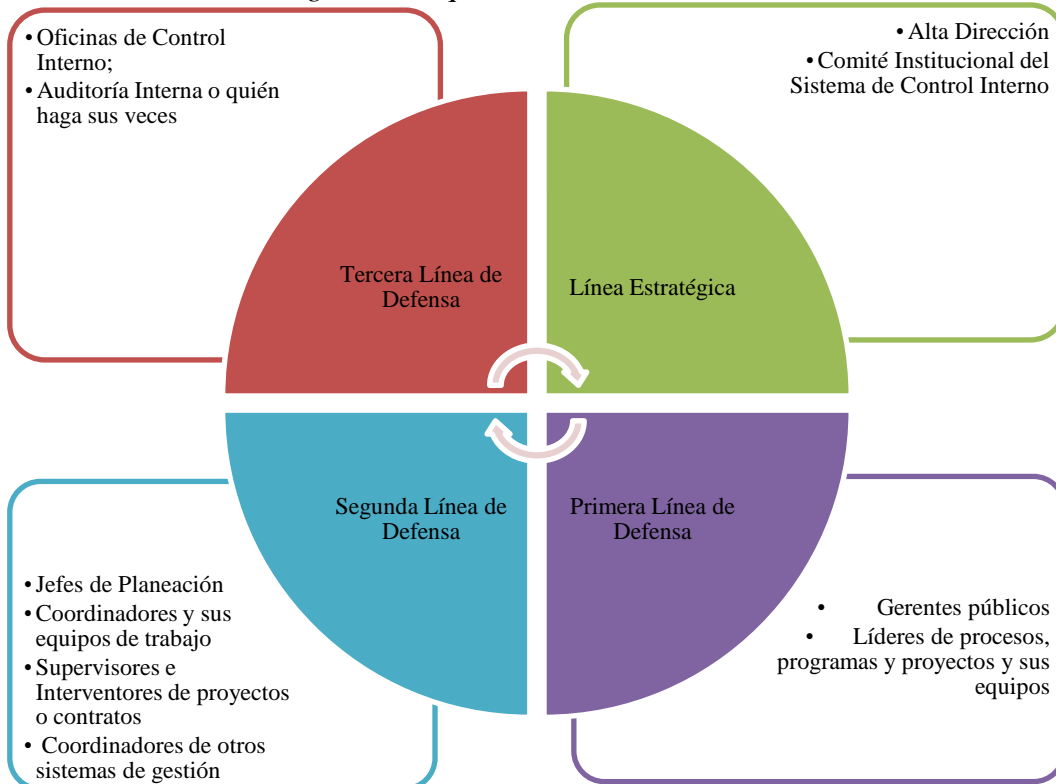 • Oficinas de Control
Interno;
• Auditoría Interna o quién
haga sus veces
• Alta Dirección
• Comité Institucional del
Sistema de Control Interno
Tercera Línea de
Defensa
Línea Estratégica
Segunda Línea de
Defensa
Primera Línea de
Defensa
• Jefes de Planeación
• Coordinadores y sus
equipos de trabajo
• Supervisores e
Interventores de proyectos
o contratos
• Coordinadores de otros
sistemas de gestión
• Gerentes públicos
• Líderes de procesos,
programas y proyectos y sus
equipos